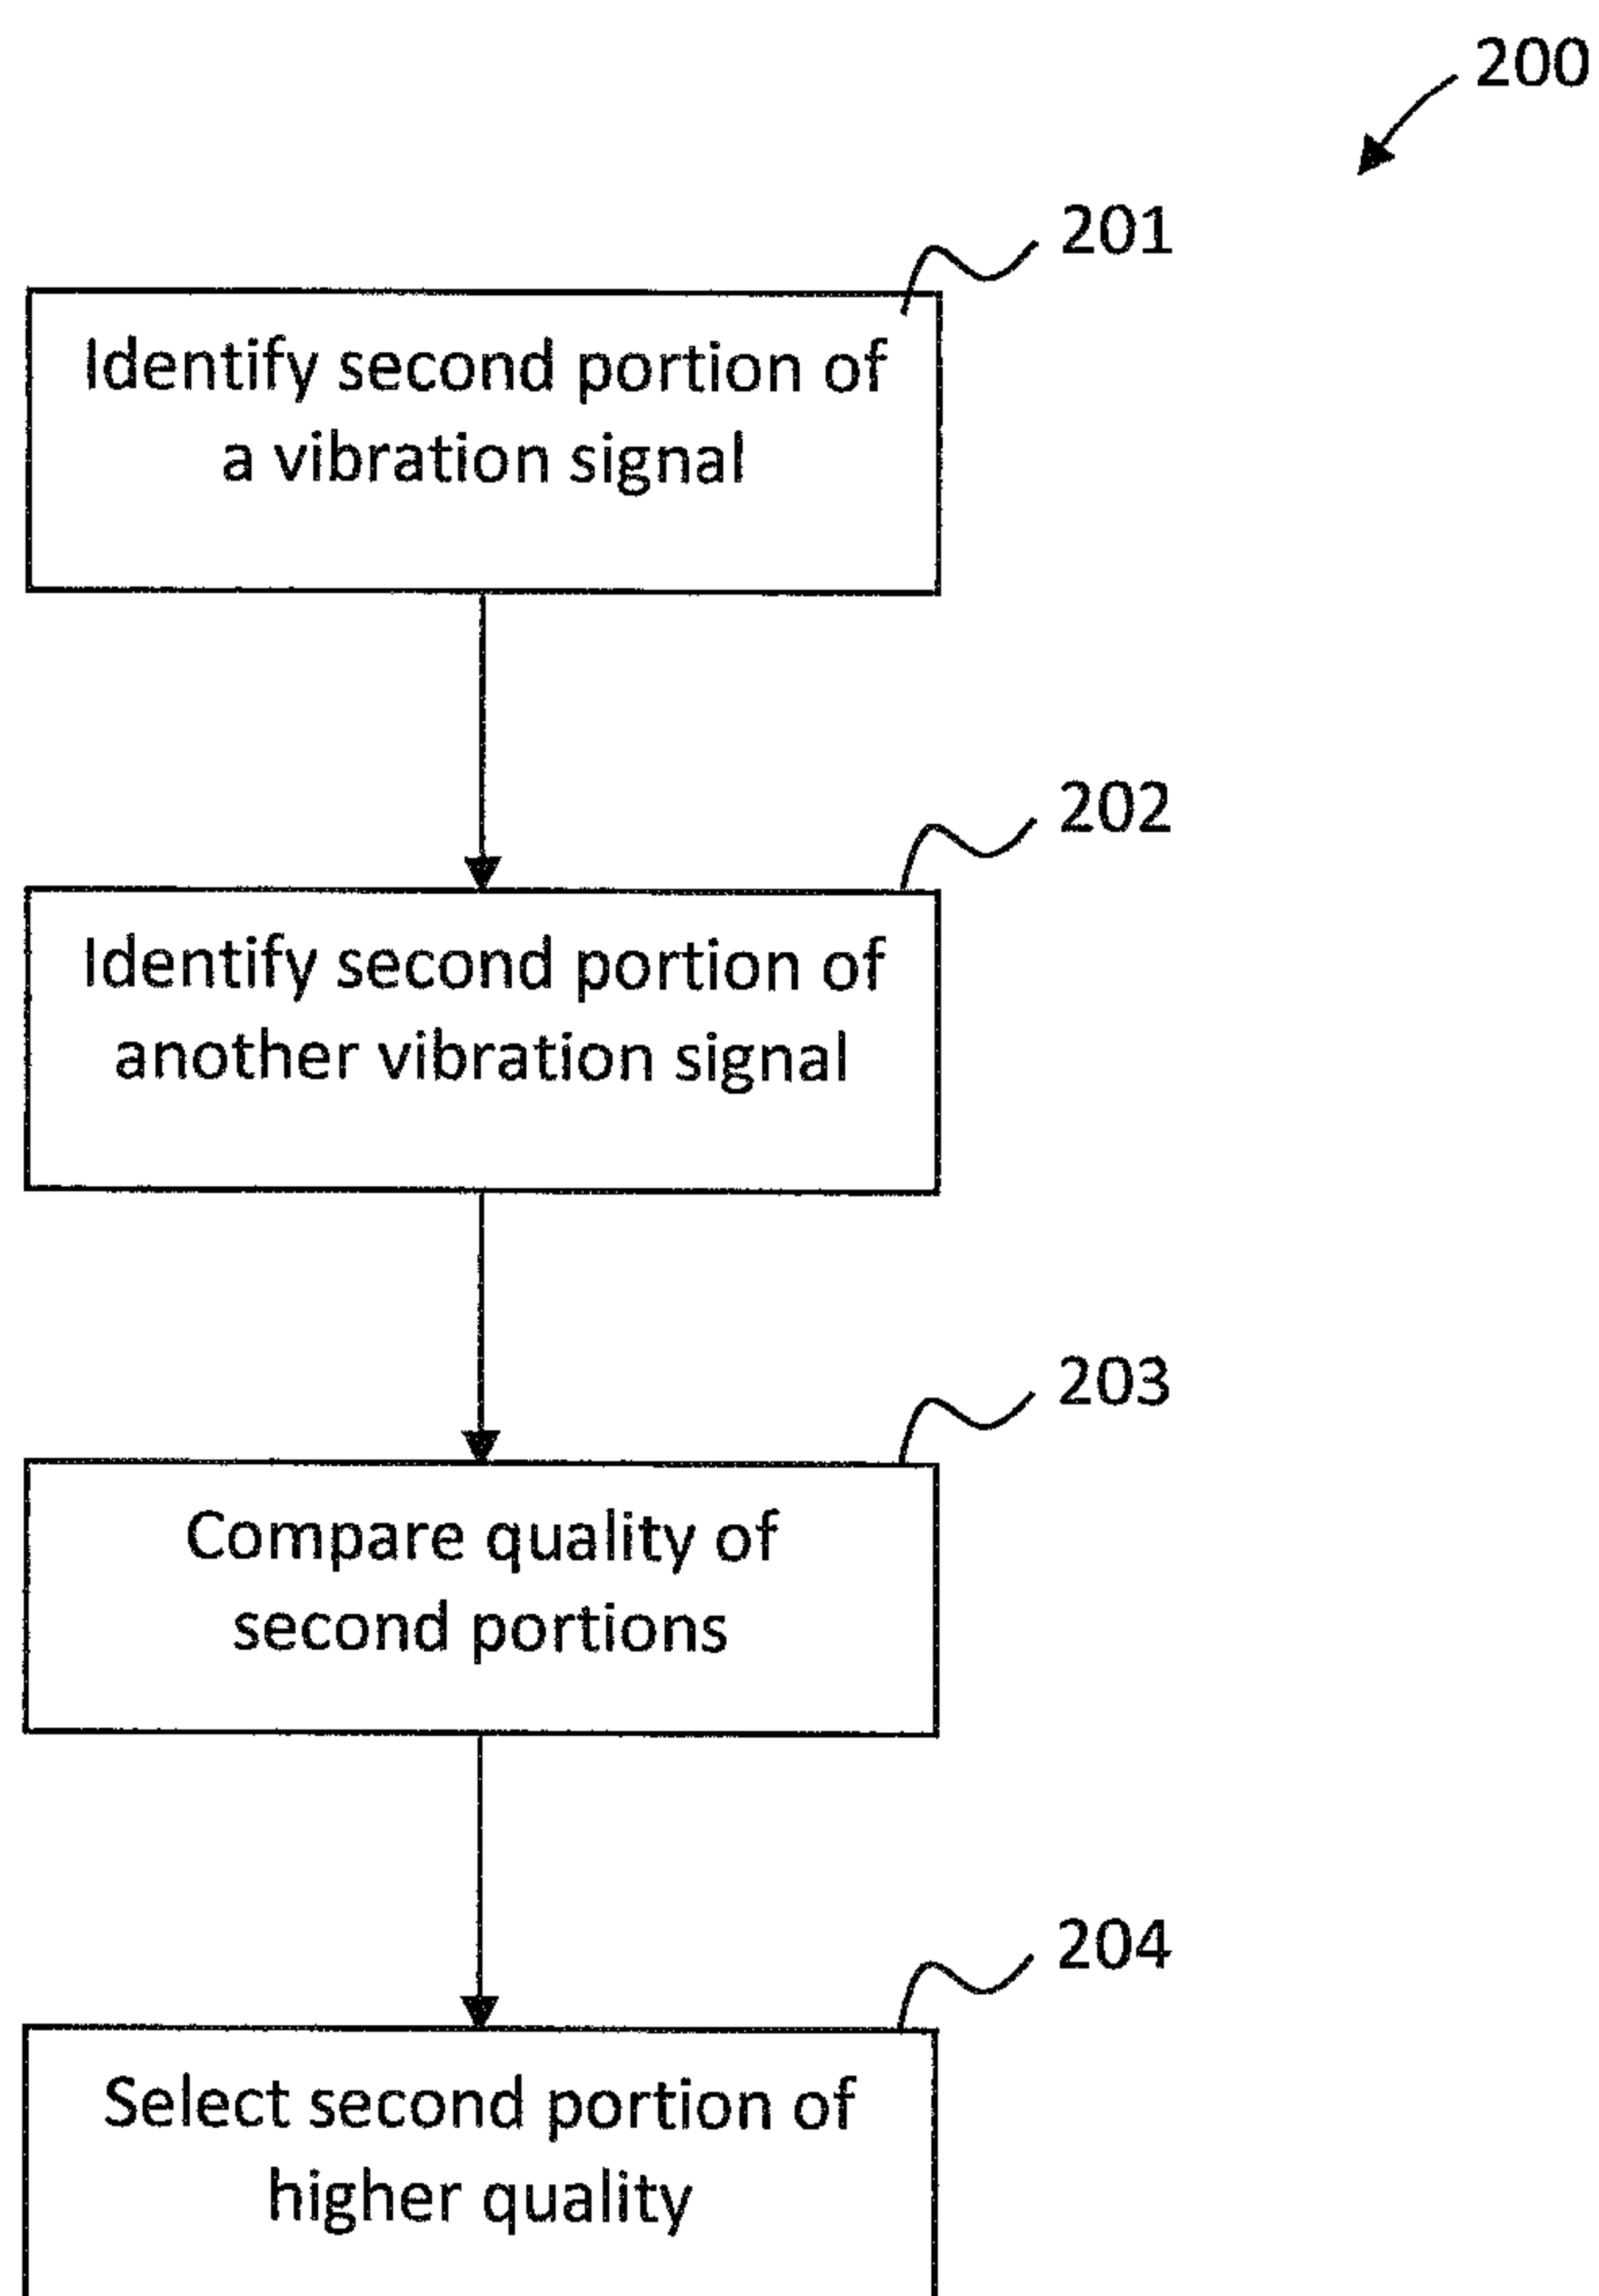 200
201
Identify second portion of
a vibration signal
202
Identify second portion of
another vibration signal
203
Compare quality of
second portions
204
Select second portion of
higher quality